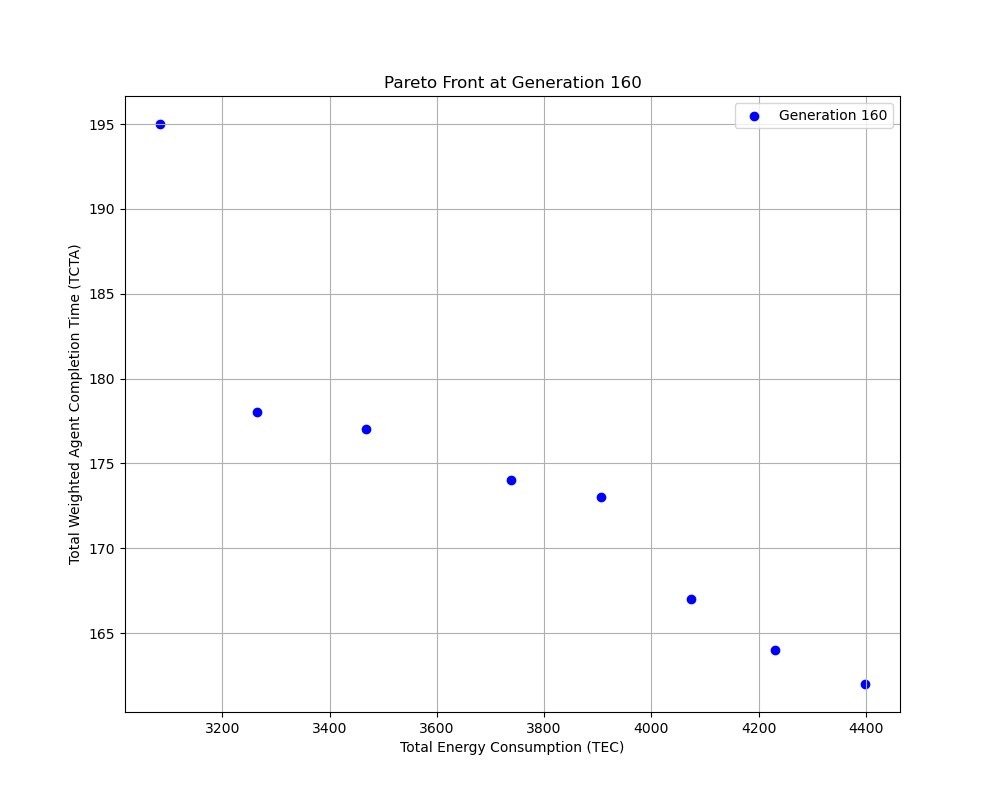 Pareto Front at Generation 160
Generation 160
195
190
185
180
175
170
165
Total Weighted Agent Completion Time (TCTA)
3200 3400 3600 3800 4000 4200 4400
Total Energy Consumption (TEC)